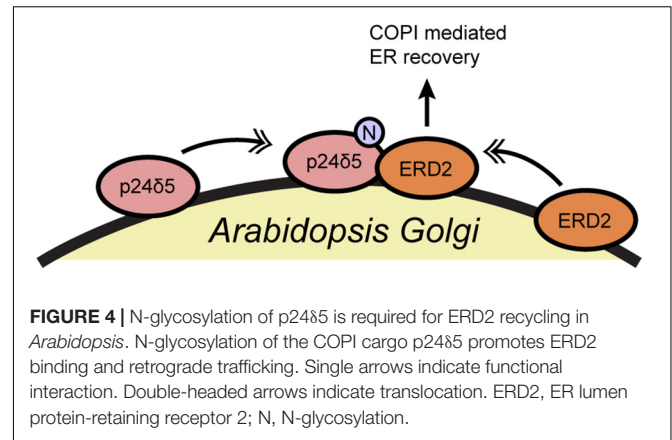 COPI mediated
ER recovery
N
p24δ5
p24δ5
ERD2
ERD2
Arabidopsis Golgi
FIGURE 4 | N-glycosylation of p24δ5 is required for ERD2 recycling in
Arabidopsis. N-glycosylation of the COPI cargo p24δ5 promotes ERD2
binding and retrograde trafficking. Single arrows indicate functional
interaction. Double-headed arrows indicate translocation. ERD2, ER lumen
protein-retaining receptor 2; N, N-glycosylation.